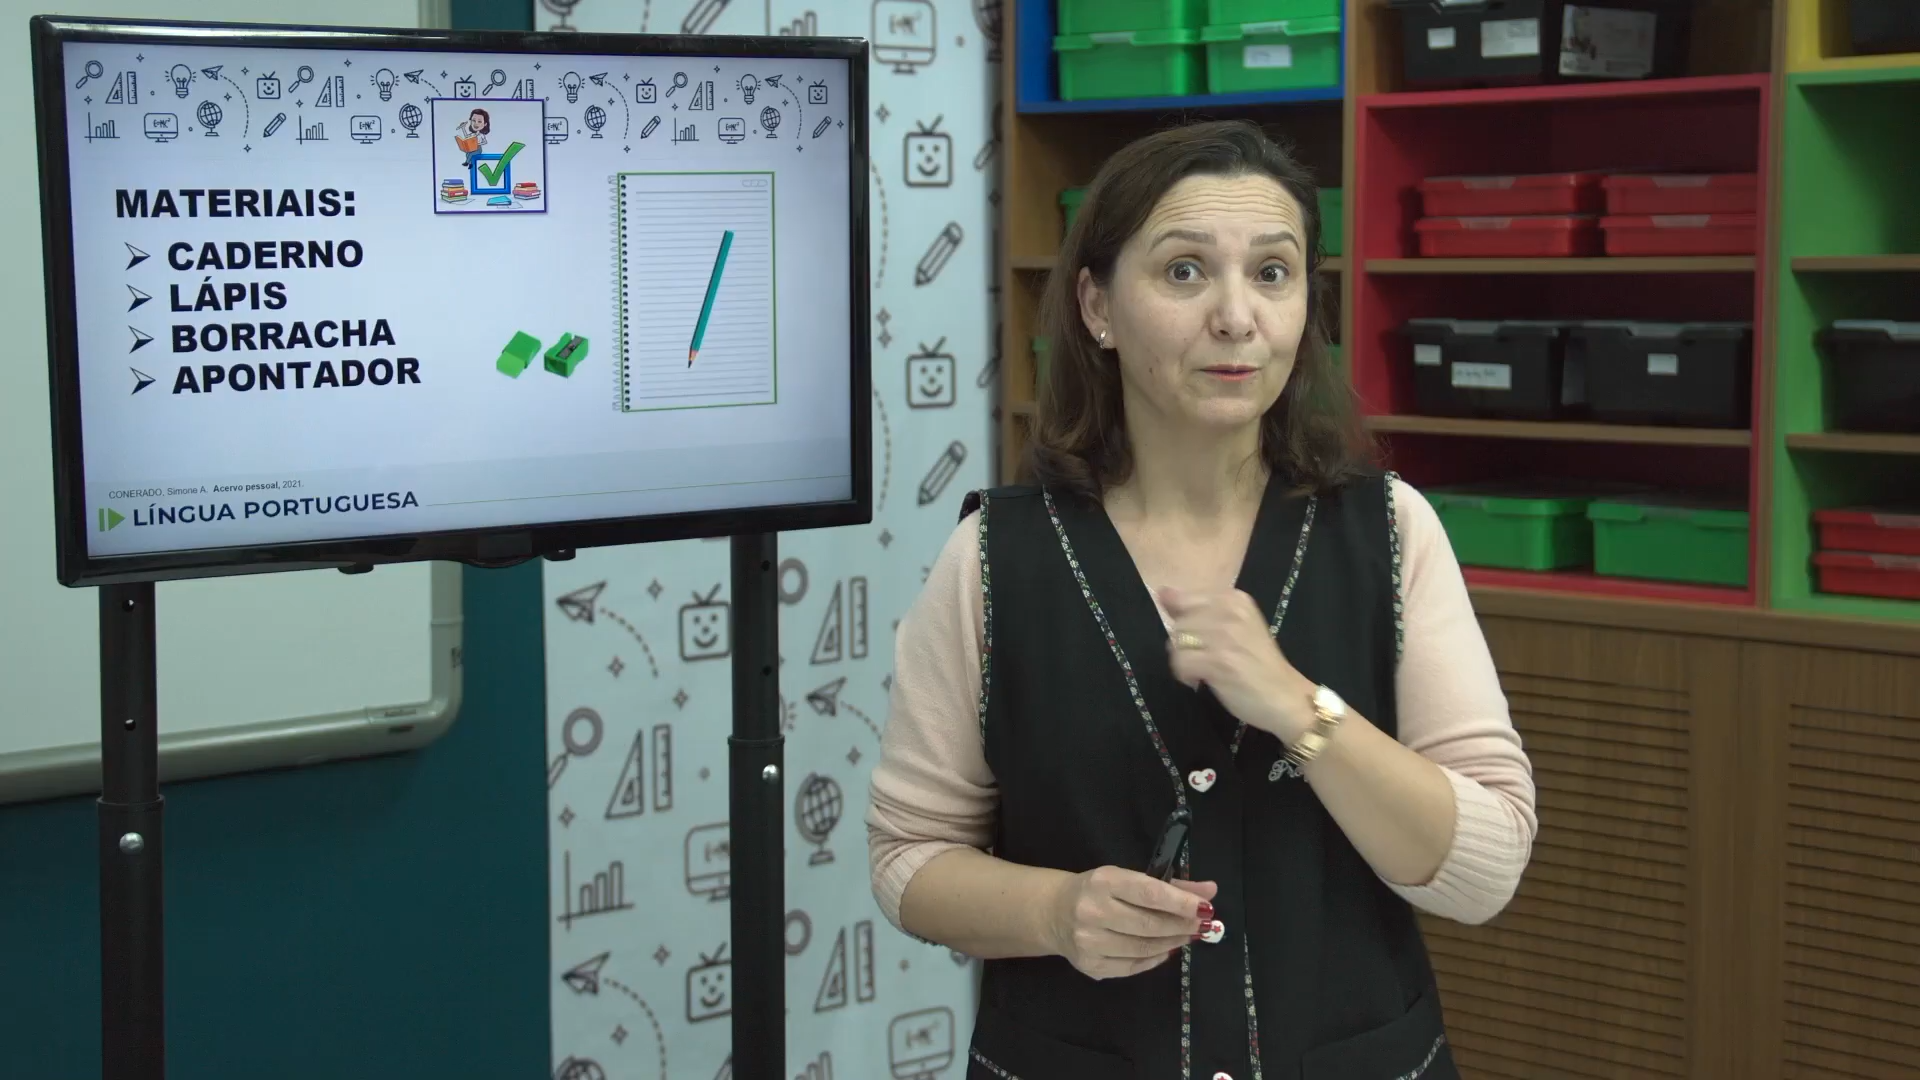 MATERIAIS:
CADERNO
LÁPIS
BORRACHA
APONTADOR
CONERADO, Simone A. Acervo pessoal, 2021.
LÍNGUA PORTUGUESA